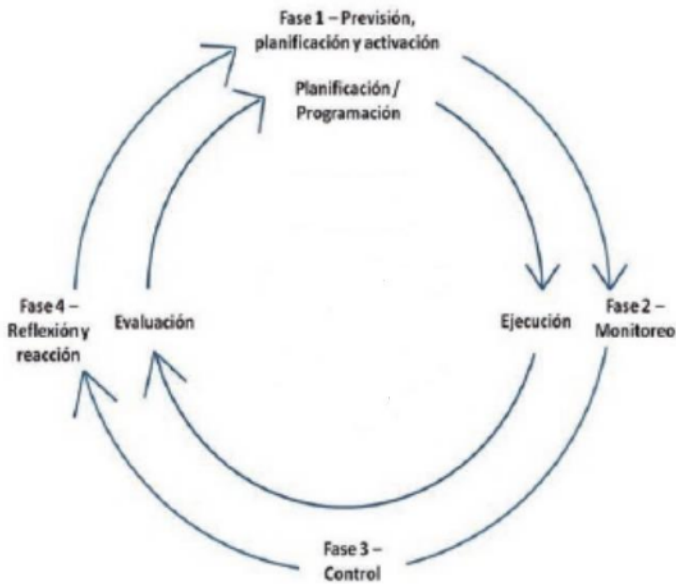 Fase 1 – Previsión,
planificación y activación
Planificación /
Programación
Fase 4 –
Reflexión y
reacción
Evaluación
Ejecución
Fase 2 –
Monitoreo
Fase 3 –
Control